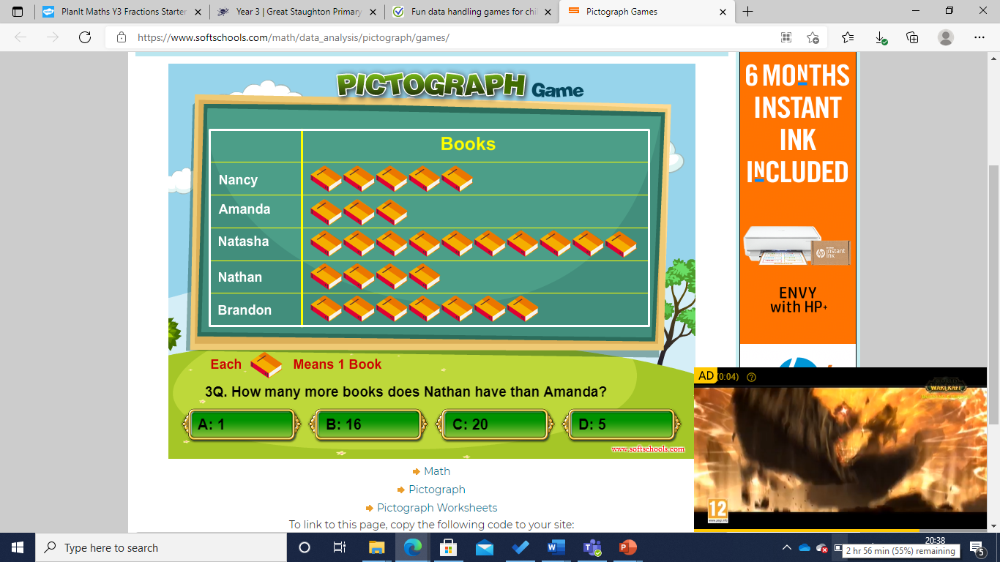 PlanIt Maths Y3 Fractions Starter
Year 3 | Great Staughton Primary
Fun data handling games for chi
Pictograph Games
https://www.softschools.com/math/data_analysis/pictograph/games/
PICTOGRAPH Game
Books
Nancy
Amanda
Natasha
Nathan
Brandon
Each Means 1 Book
3Q. How many more books does Nathan have than Amanda?
A: 1 B: 16 C: 20 D: 5
www.softschools.com
Math
Pictograph
Pictograph Worksheets
To link to this page, copy the following code to your site:
6 MONTHS
INSTANT
INK
INCLUDED
hp instant
ink
ENVY
with HP+
AD (0:04)
WARCRAFT
12
www.pegi.info
Type here to search
20:38
2 hr 56 min (55%) remaining
5